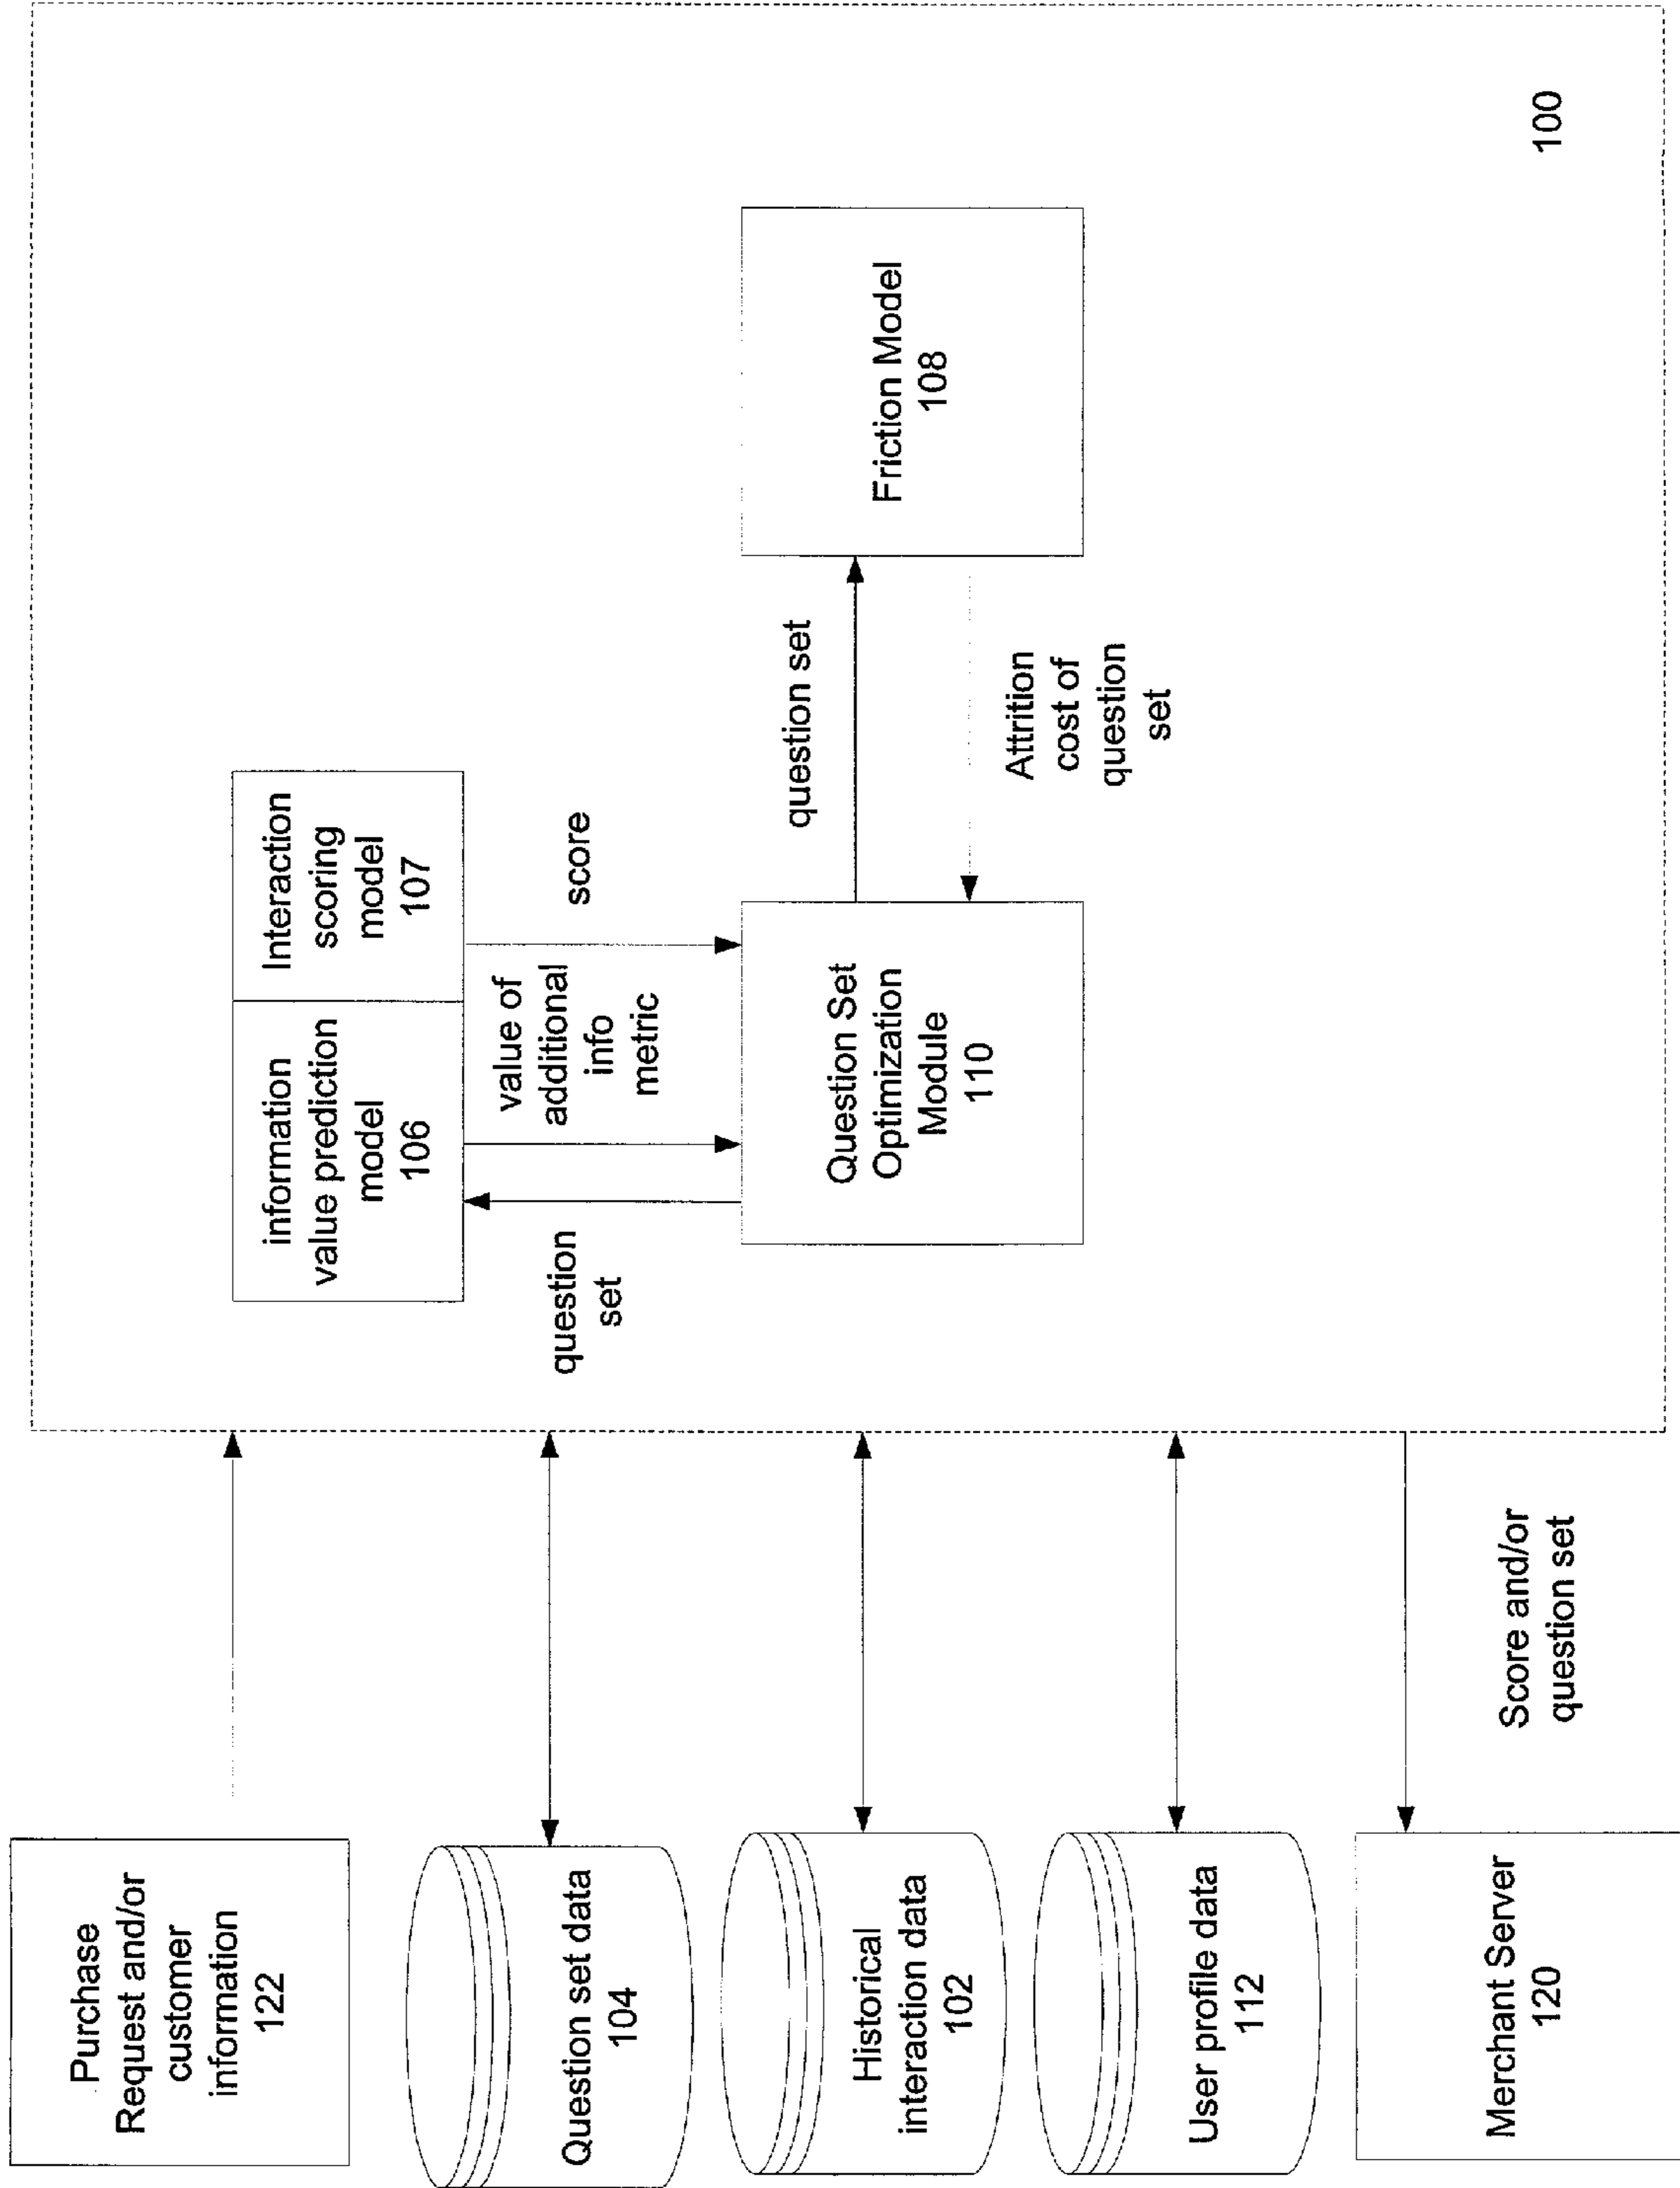 Purchase
Request and/or
customer
information
122
Question set data
104
Historical
interaction data
102
User profile data
112
Merchant Server
120
Score and/or
question set
information
value prediction
model
106
Interaction
scoring
model
107
question
set
value of
additional
info
metric
score
Question Set
Optimization
Module
110
question set
Attrition
cost of
question
set
Friction Model
108
100